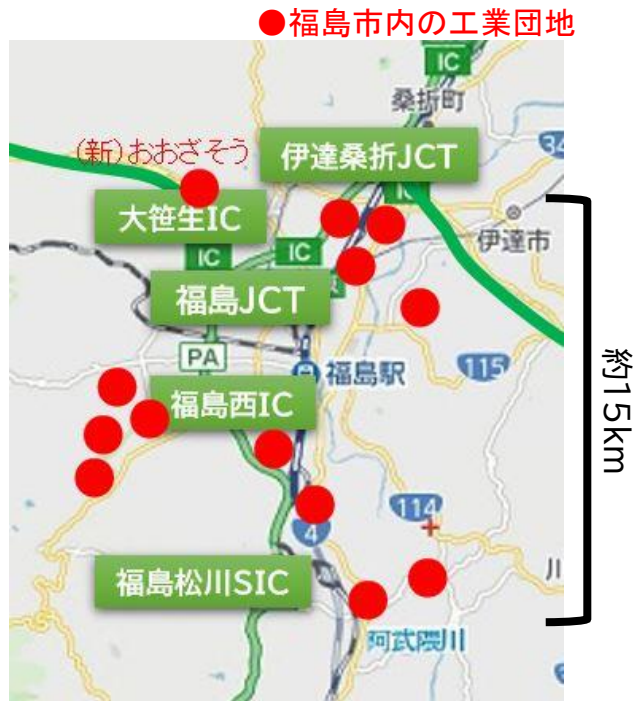 ●福島市内の工業団地
IC
桑折町
(新)おおざそう
伊達桑折JCT
34
IC
大笹生IC
伊達市
IC
IC
福島JCT
PA
福島駅
115
約15km
福島西IC
114
4
福島松川SIC
川
阿武隈川